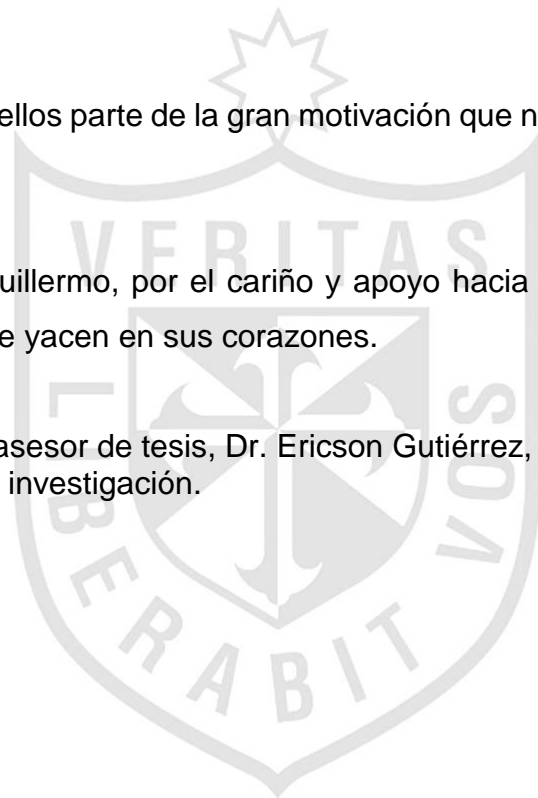 ellos parte de la gran motivación que n
VERITAS
uillermo, por el cariño y apoyo hacia
e yacen en sus corazones.
asesor de tesis, Dr. Ericson Gutiérrez,
investigación.
LIBERABIT VOS